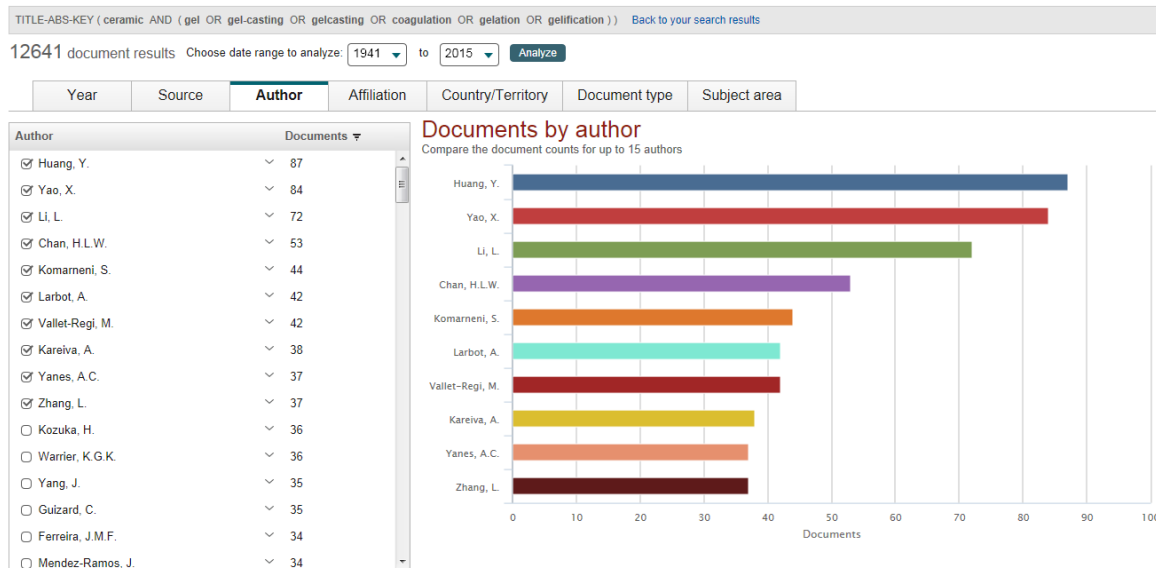 TITLE-ABS-KEY ( ceramic AND ( gel OR gel-casting OR gelcasting OR coagulation OR gelation OR gelification ) ) Back to your search results
12641 document results Choose date range to analyze: 1941 to 2015 Analyze
Year Source Author Affiliation Country/Territory Document type Subject area
Author Documents
Huang, Y. 87
Yao, X. 84
Li, L. 72
Chan, H.L.W. 53
Komarneni, S. 44
Larbot, A. 42
Vallet-Regi, M. 42
Kareiva, A. 38
Yanes, A.C. 37
Zhang, L. 37
Kozuka, H. 36
Warrier, K.G.K. 36
Yang, J. 35
Guizard, C. 35
Ferreira, J.M.F. 34
Mendez-Ramos, J. 34
Documents by author
Compare the document counts for up to 15 authors
Huang, Y.
Yao, X.
Li, L.
Chan, H.L.W.
Komarneni, S.
Larbot, A.
Vallet-Regi, M.
Kareiva, A.
Yanes, A.C.
Zhang, L.
0 10 20 30 40 50 60 70 80 90 100
Documents